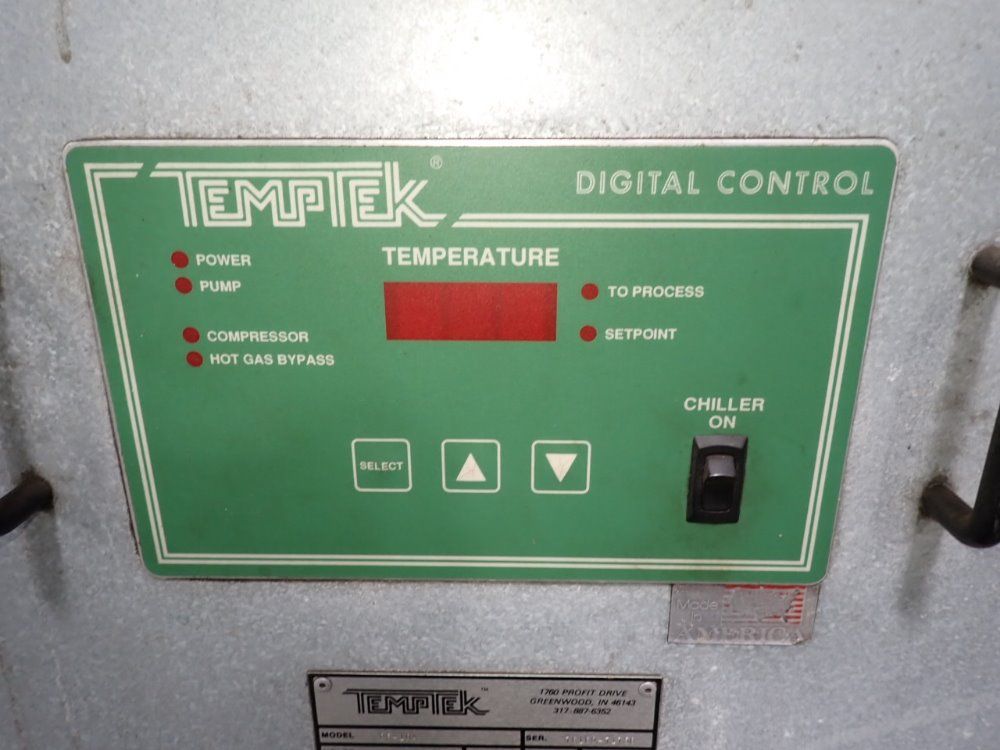 TEMPTEK ®
DIGITAL CONTROL
POWER
PUMP
COMPRESSOR
HOT GAS BYPASS
TEMPERATURE
TO PROCESS
SETPOINT
CHILLER
ON
SELECT
Made
In
AMERICA
TEMPTEK ™
1760 PROFIT DRIVE
GREENWOOD, IN 46143
317-887-6352
MODEL
SER.